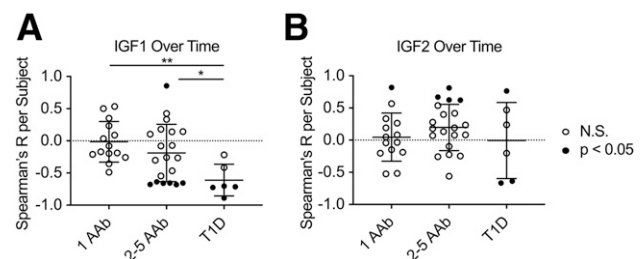 A
IGF1 Over Time
**
*
Spearman's R per Subject
1.0
0.5
0.0
-0.5
-1.0
1 AAb
2-5 AAb
T1D
B
IGF2 Over Time
Spearman's R per Subject
1.0
0.5
0.0
-0.5
-1.0
1 AAb
2-5 AAb
T1D
N.S.
p < 0.05